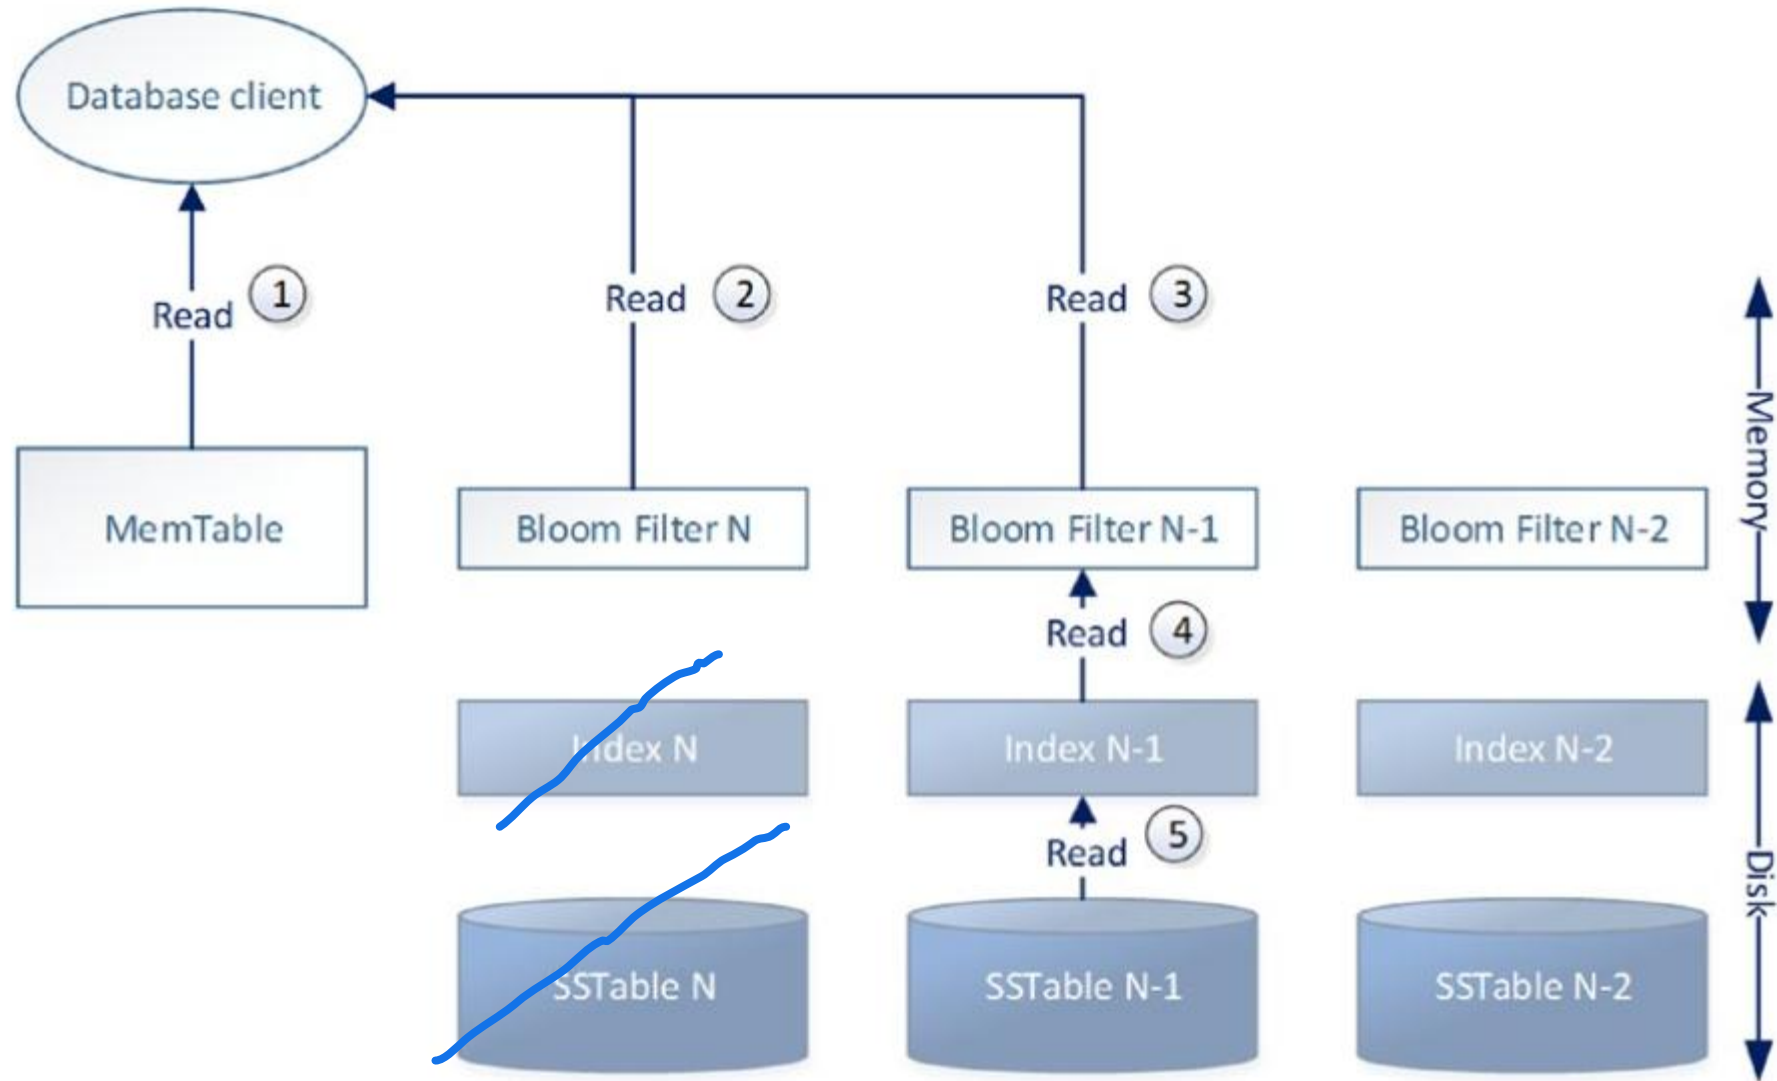 Database client
Read 1
Read 2
Read 3
MemTable
Bloom Filter N
Bloom Filter N-1
Bloom Filter N-2
Memory
Read 4
Index N
Index N-1
Index N-2
Read 5
Disk
SSTable N
SSTable N-1
SSTable N-2